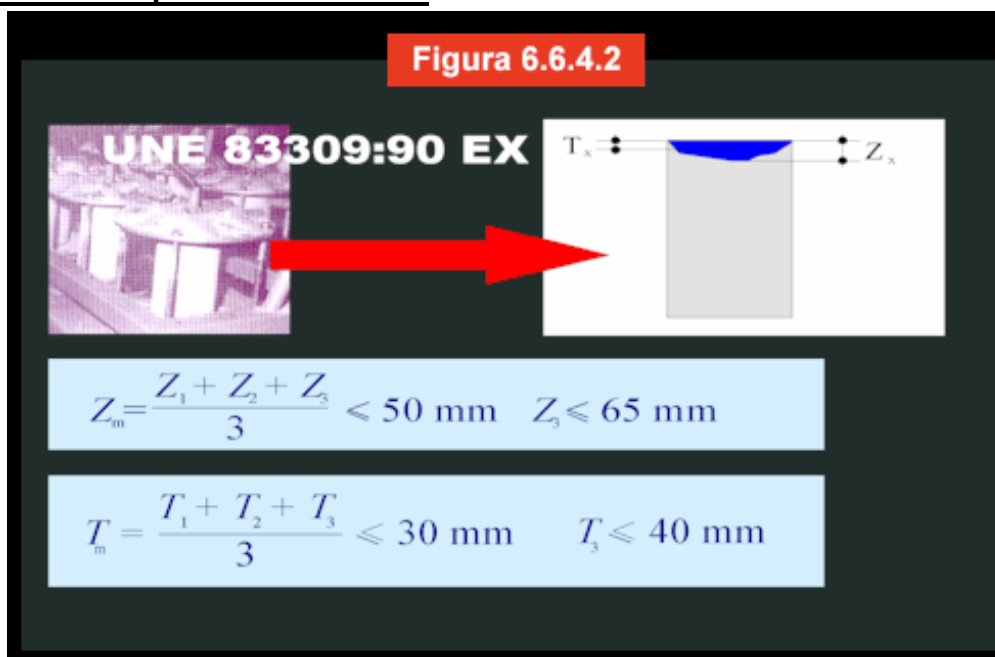 Figura 6.6.4.2
UNE 83309:90 EX
Tx
Zx
Zm = (Z1 + Z2 + Z3) / 3 ⩽ 50 mm Z3 ⩽ 65 mm
Tm = (T1 + T2 + T3) / 3 ⩽ 30 mm T3 ⩽ 40 mm